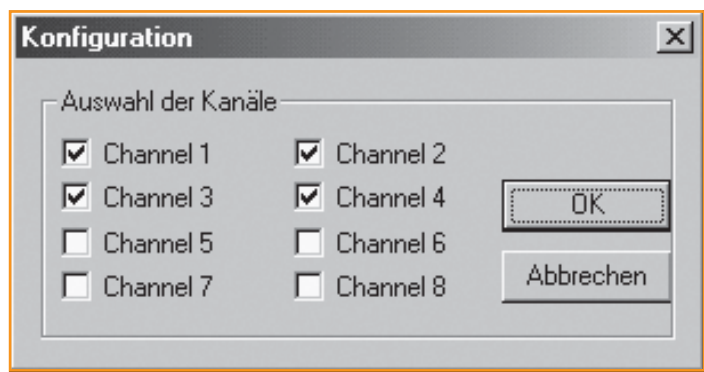 Konfiguration
Auswahl der Kanäle
Channel 1 Channel 2
Channel 3 Channel 4
OK
Channel 5 Channel 6
Abbrechen
Channel 7 Channel 8